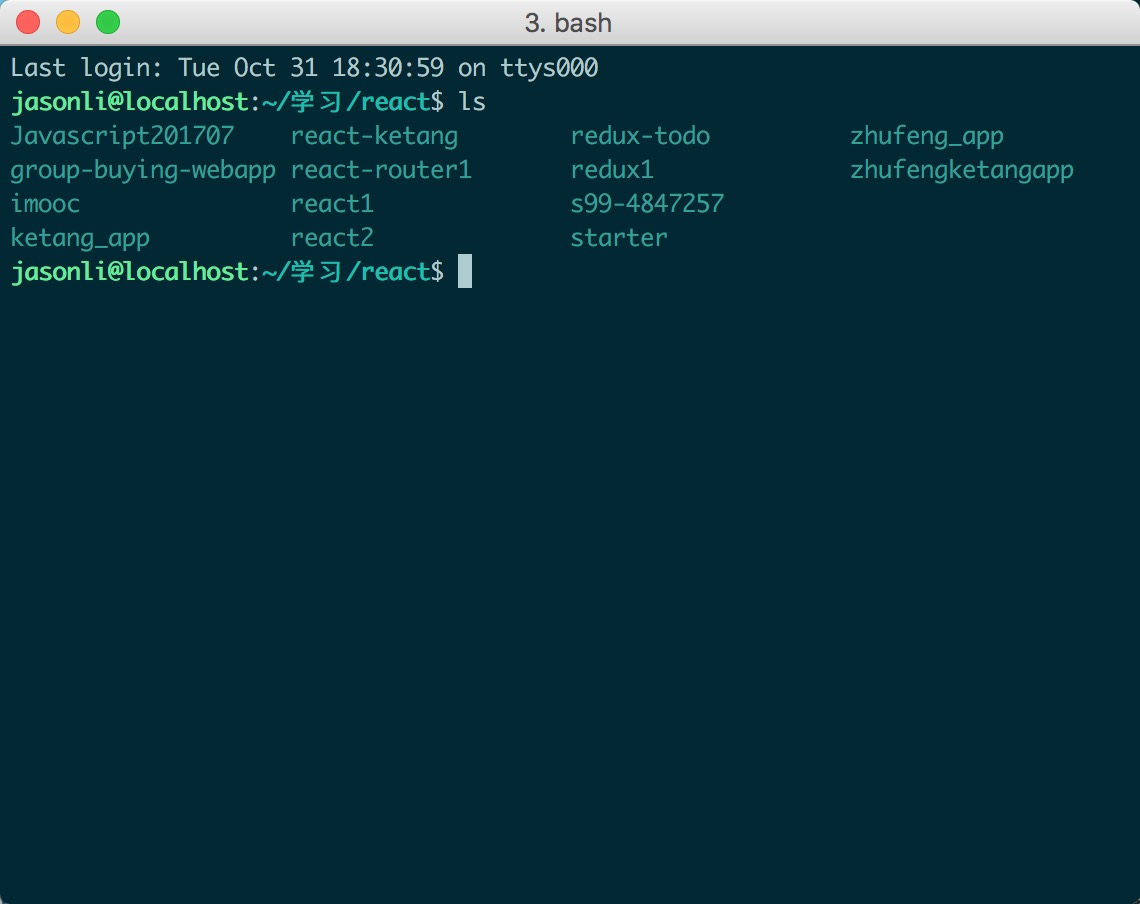 3. bash
Last login: Tue Oct 31 18:30:59 on ttys000
jasonli@localhost:~/学习/react$ ls
Javascript201707    react-ketang        redux-todo          zhufeng_app
group-buying-webapp react-router1       redux1              zhufengketangapp
imooc               react1              s99-4847257
ketang_app          react2              starter
jasonli@localhost:~/学习/react$